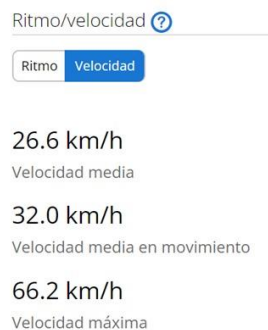 Ritmo/velocidad ?
Ritmo Velocidad
26.6 km/h
Velocidad media
32.0 km/h
Velocidad media en movimiento
66.2 km/h
Velocidad máxima